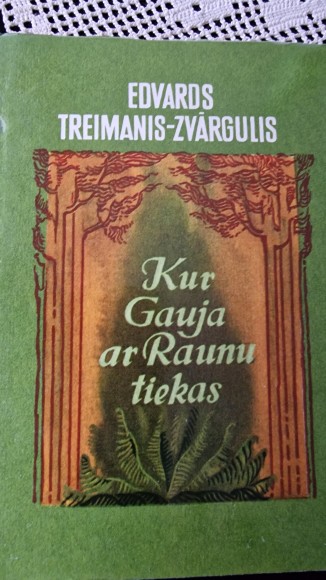 EDVARDS
TREIMANIS-ZVĀRGULIS
Kur
Gauja
ar Raunu
tiekas